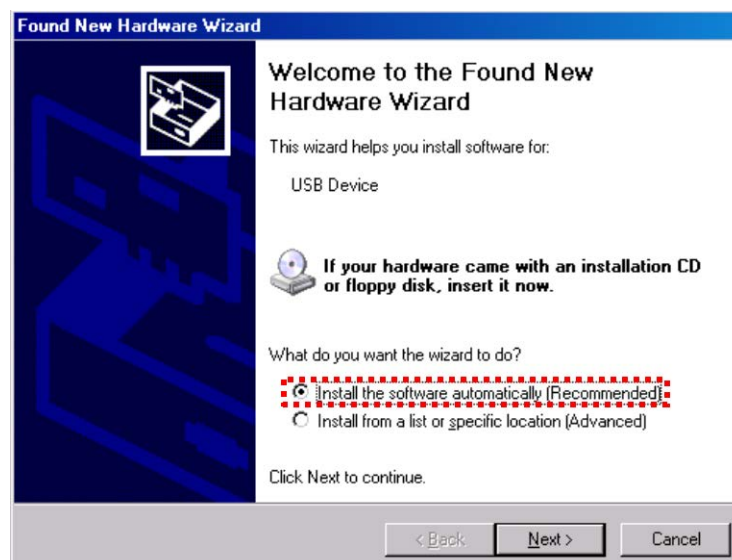 Found New Hardware Wizard
Welcome to the Found New
Hardware Wizard
This wizard helps you install software for:
USB Device
If your hardware came with an installation CD
or floppy disk, insert it now.
What do you want the wizard to do?
Install the software automatically (Recommended)
Install from a list or specific location (Advanced)
Click Next to continue.
< Back
Next >
Cancel